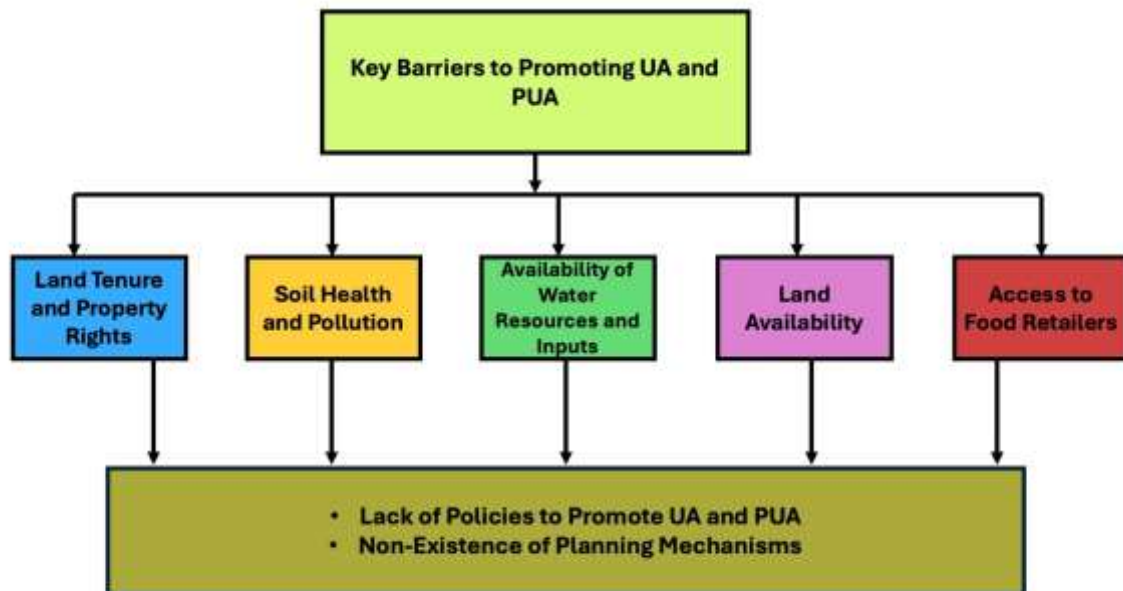 Key Barriers to Promoting UA and
PUA
Land Tenure
and Property
Rights
Soil Health
and Pollution
Availability of
Water
Resources and
Inputs
Land
Availability
Access to
Food Retailers
• Lack of Policies to Promote UA and PUA
• Non-Existence of Planning Mechanisms